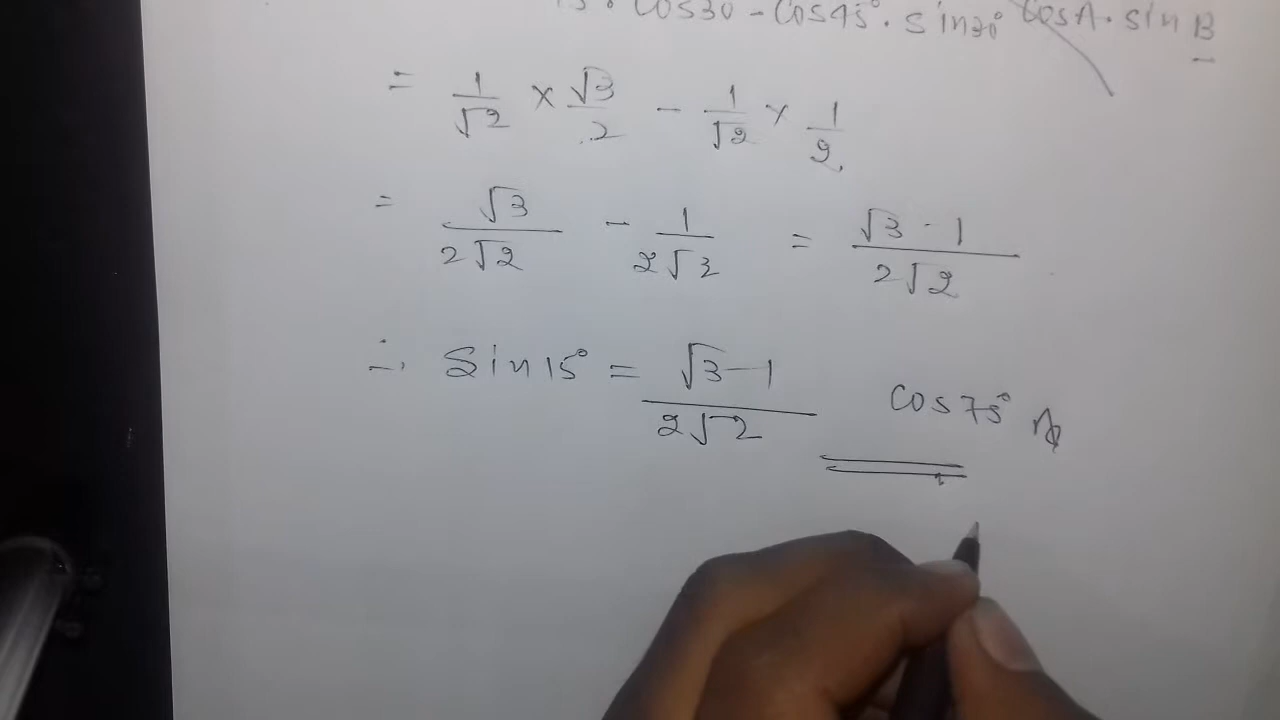 cos30 - cos45°. sin30° cosA. sin B
= 1/√2 × √3/2 - 1/√2 × 1/2
= √3/2√2 - 1/2√2 = √3 - 1/2√2
∴ Sin15° = √3-1/2√2 cos75°